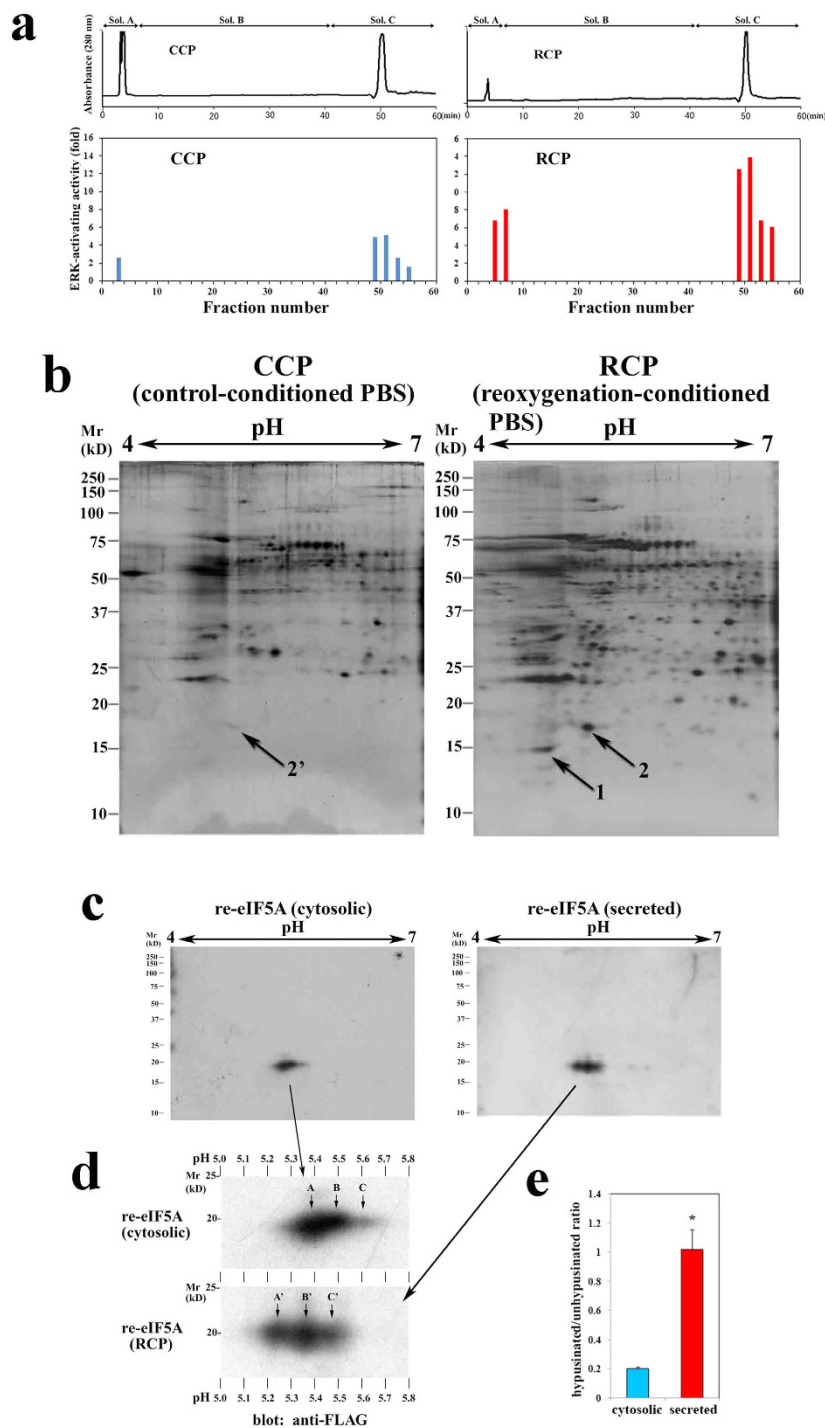 a
Sol. A Sol. B Sol. C
Absorbance (280 nm)
CCP
0 10 20 30 40 50 60(min)
Sol. A Sol. B Sol. C
RCP
0 10 20 30 40 50 60(min)
ERK-activating activity (fold)
16
14
12
10
8
6
4
2
0
CCP
0 10 20 30 40 50 60
Fraction number
6
4
2
0
8
6
4
2
0
RCP
0 10 20 30 40 50 60
Fraction number
b
CCP
(control-conditioned PBS)
Mr
(kD)
4 pH 7
250
150
100
75
50
37
25
20
15
10
2’
RCP
(reoxygenation-conditioned
PBS)
Mr
(kD)
4 pH 7
250
150
100
75
50
37
25
20
15
10
2
1
c
re-eIF5A (cytosolic)
pH
Mr
(kD)
4 7
250
150
100
75
50
37
25
20
15
10
re-eIF5A (secreted)
pH
Mr
(kD)
4 7
250
150
100
75
50
37
25
20
15
10
d
pH 5.0 5.1 5.2 5.3 5.4 5.5 5.6 5.7 5.8
Mr
(kD)
25
A B C
re-eIF5A
(cytosolic)
20
Mr
(kD)
25
A’ B’ C’
re-eIF5A
(RCP)
20
pH 5.0 5.1 5.2 5.3 5.4 5.5 5.6 5.7 5.8
blot: anti-FLAG
e
hypusinated/unhypusinated ratio
1.4
1.2
1
0.8
0.6
0.4
0.2
0
*
cytosolic secreted